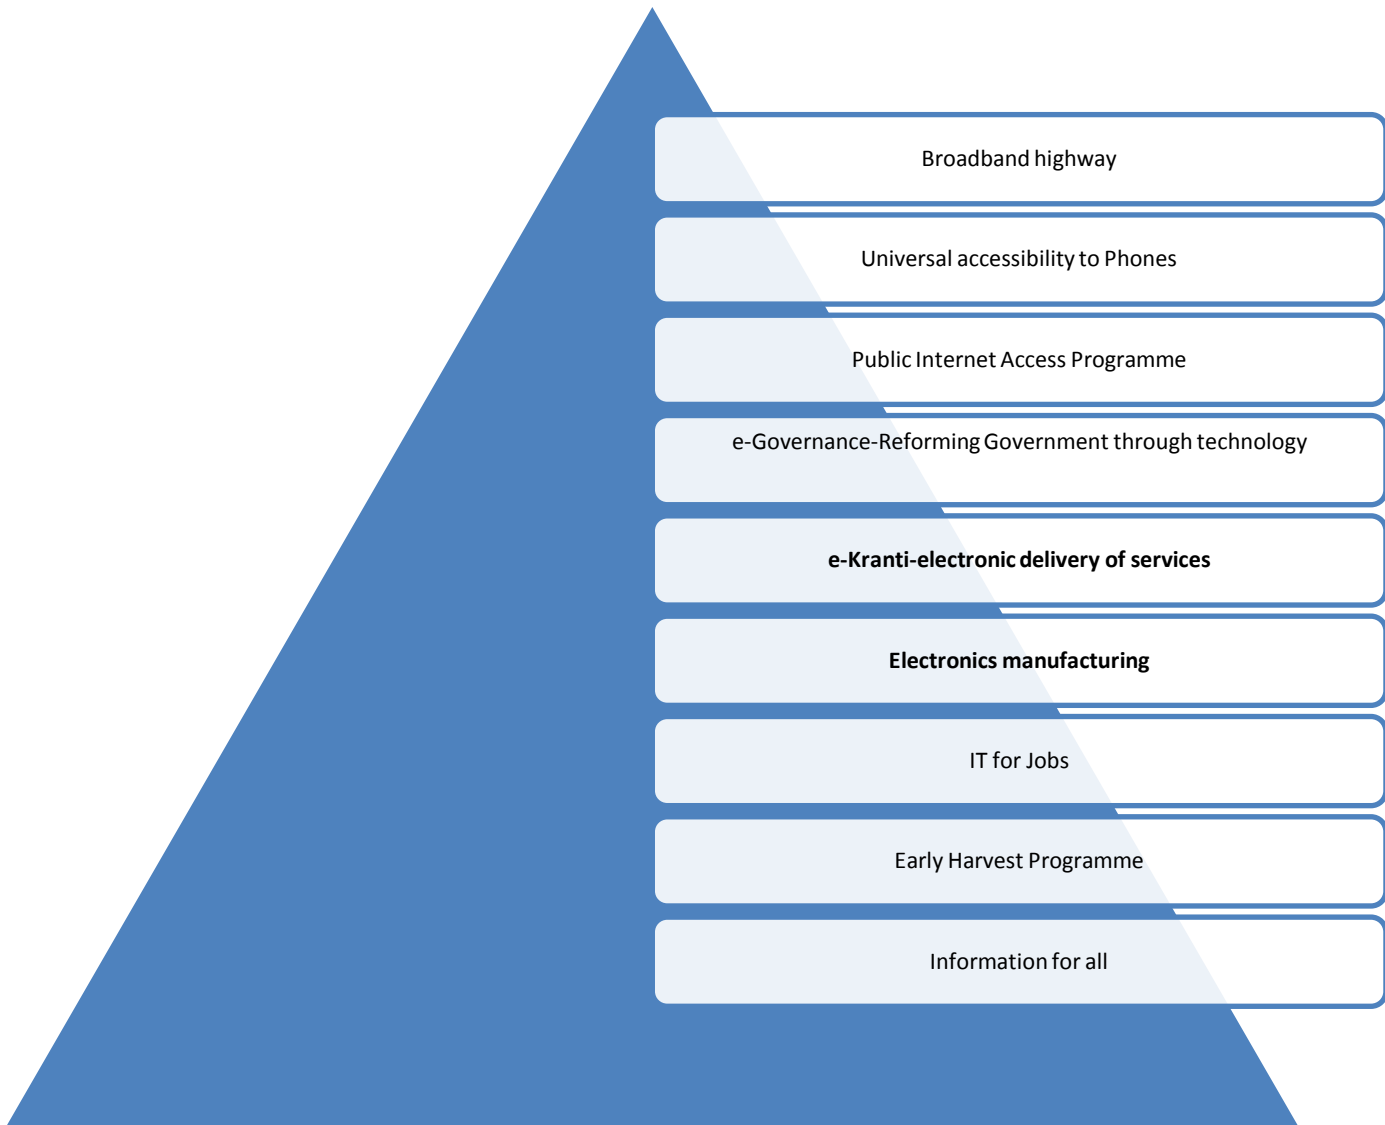 Broadband highway
Universal accessibility to Phones
Public Internet Access Programme
e-Governance-Reforming Government through technology
e-Kranti-electronic delivery of services
Electronics manufacturing
IT for Jobs
Early Harvest Programme
Information for all